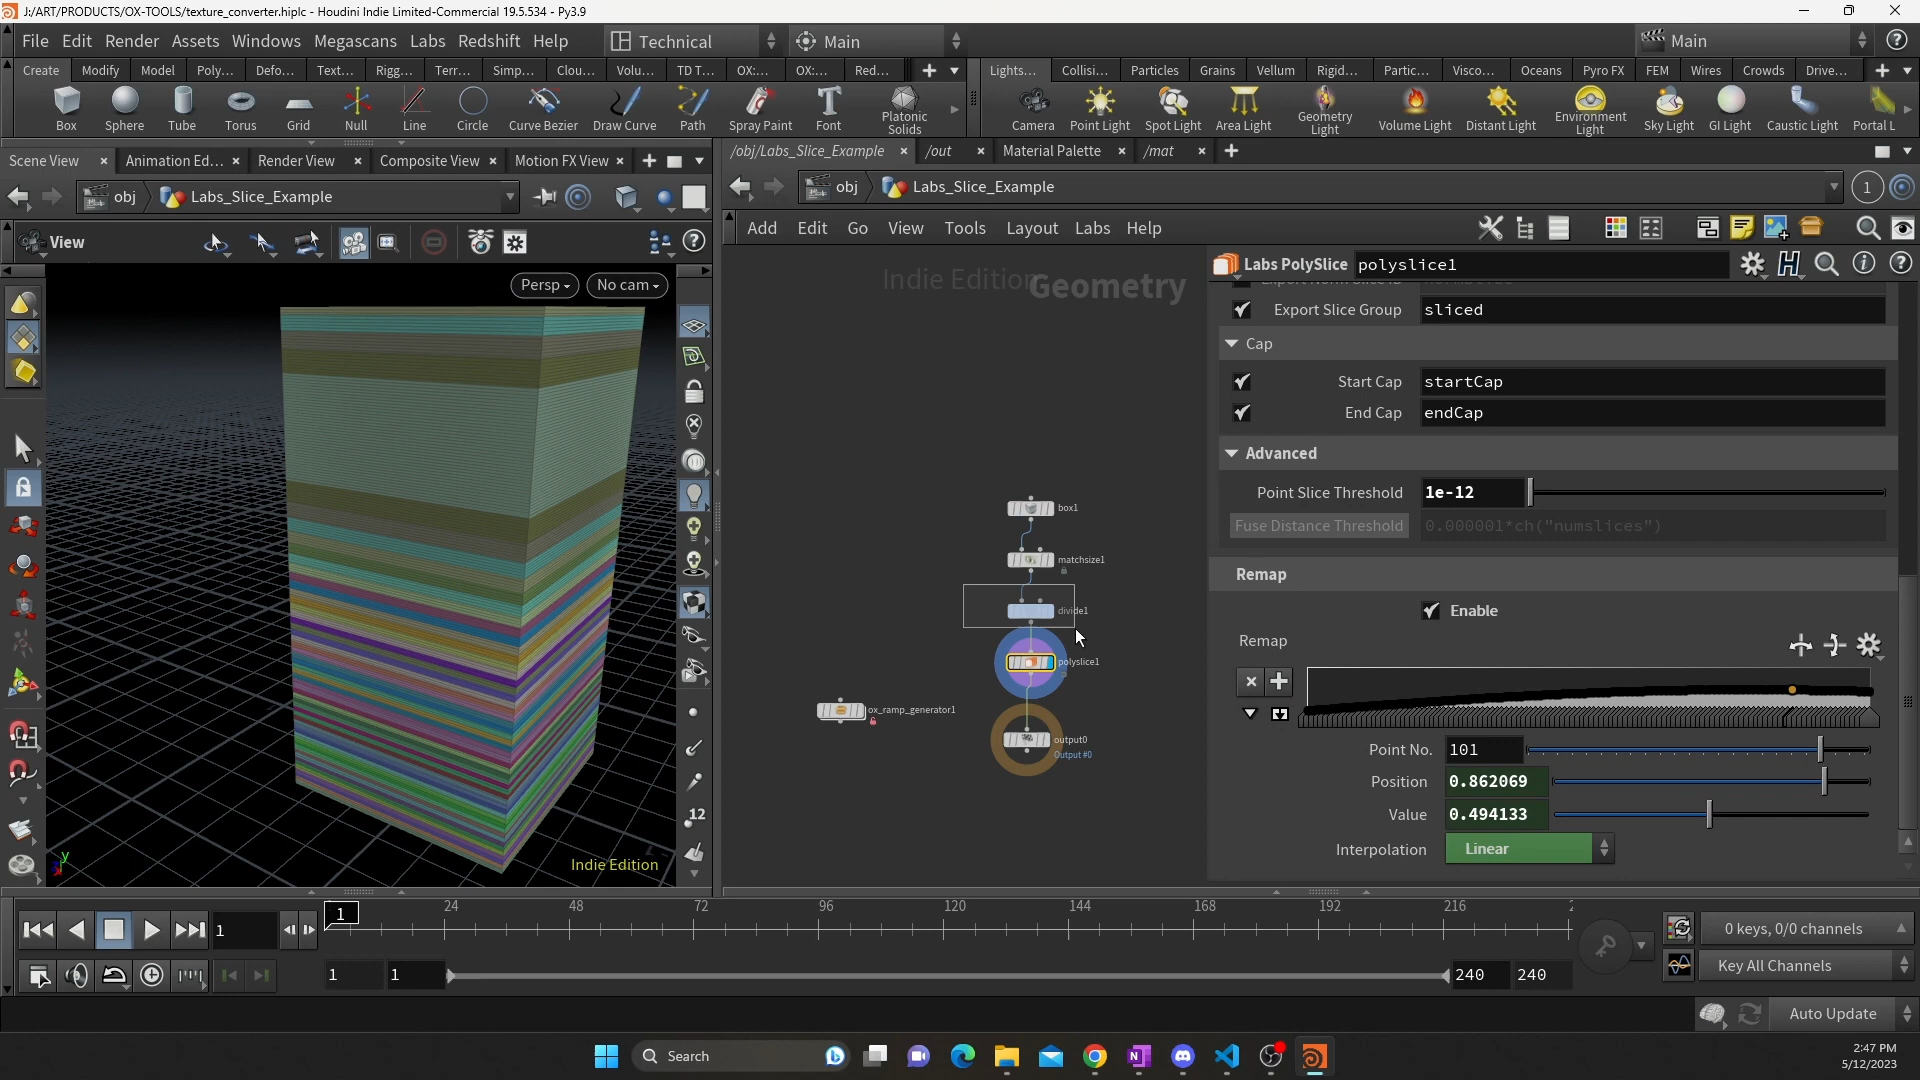 J:/ART/PRODUCTS/OX-TOOLS/texture_converter.hiplc - Houdini Indie Limited-Commercial 19.5.534 - Py3.9
File Edit Render Assets Windows Megascans Labs Redshift Help Technical Main Main
Create Modify Model Poly... Defo... Text... Rigg... Terr... Simp... Clou... Volu... TD T... OX:... OX:... Red... Lights... Collisi... Particles Grains Vellum Rigid... Partic... Visco... Oceans Pyro FX FEM Wires Crowds Drive...
Box Sphere Tube Torus Grid Null Line Circle Curve Bezier Draw Curve Path Spray Paint Font Platonic Solids Camera Point Light Spot Light Area Light Geometry Light Volume Light Distant Light Environment Light Sky Light GI Light Caustic Light Portal L
Scene View Animation Ed... Render View Composite View Motion FX View /obj/Labs_Slice_Example /out Material Palette /mat
obj Labs_Slice_Example obj Labs_Slice_Example 1
View Add Edit Go View Tools Layout Labs Help
Persp No cam Indie Edition Geometry
Labs PolySlice polyslice1
Export Slice Group sliced
Cap
Start Cap startCap
End Cap endCap
Advanced
Point Slice Threshold 1e-12
Fuse Distance Threshold 0.000001*ch("numslices")
Remap
Enable
Remap
box1
matchsize1
divide1
polyslice1
ox_ramp_generator1
output0
Output #0
Point No. 101
Position 0.862069
Value 0.494133
Interpolation Linear
12
y
Indie Edition
1 1 24 48 72 96 120 144 168 192 216 2
0 keys, 0/0 channels
1 1 240 240 Key All Channels
Auto Update
Search
2:47 PM
5/12/2023